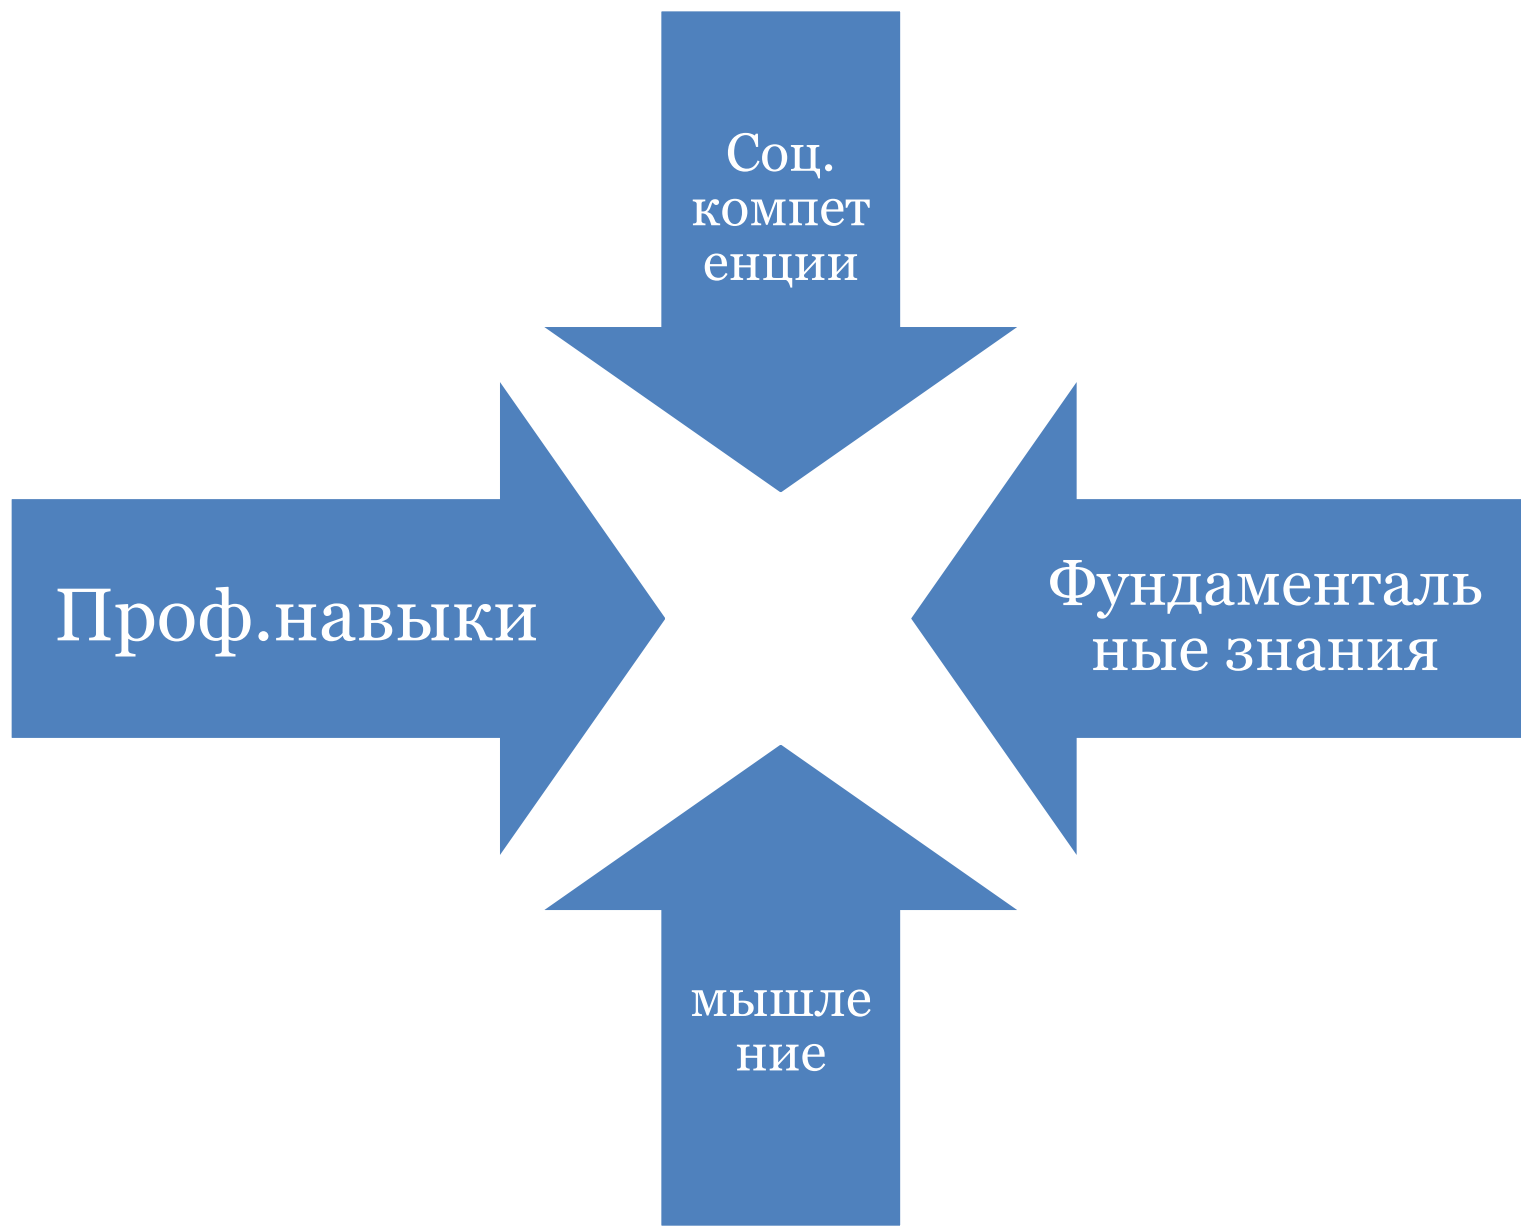 Соц.
компет
енции
Проф.навыки
Фундаменталь
ные знания
мышле
ние